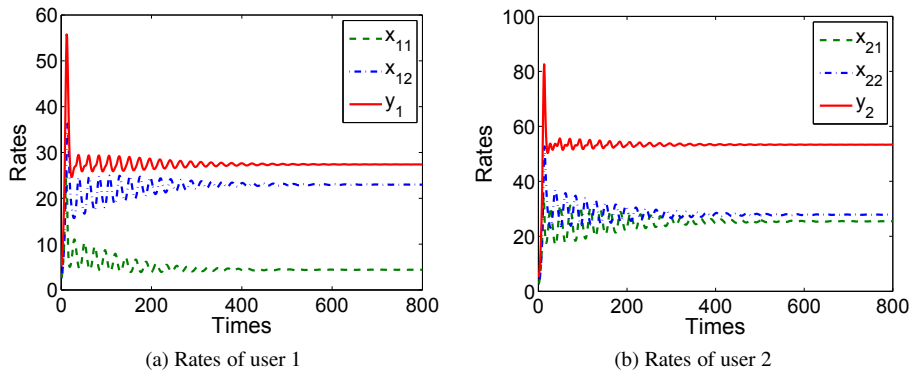 60
50
40
30
20
10
0
Rates
0 200 400 600 800
Times
x11
x12
y1
(a) Rates of user 1
100
80
60
40
20
0
Rates
0 200 400 600 800
Times
x21
x22
y2
(b) Rates of user 2